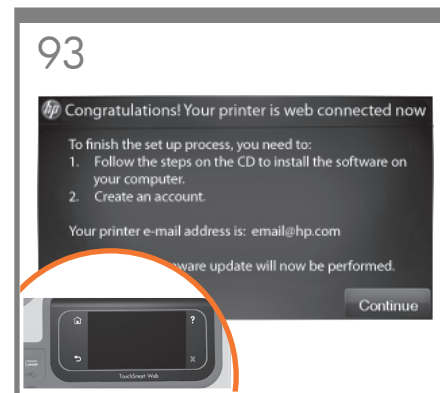 93
hp Congratulations! Your printer is web connected now
To finish the set up process, you need to:
1. Follow the steps on the CD to install the software on
your computer.
2. Create an account.
Your printer e-mail address is: email@hp.com
update will now be performed.
Continue
?
TouchSmart Web